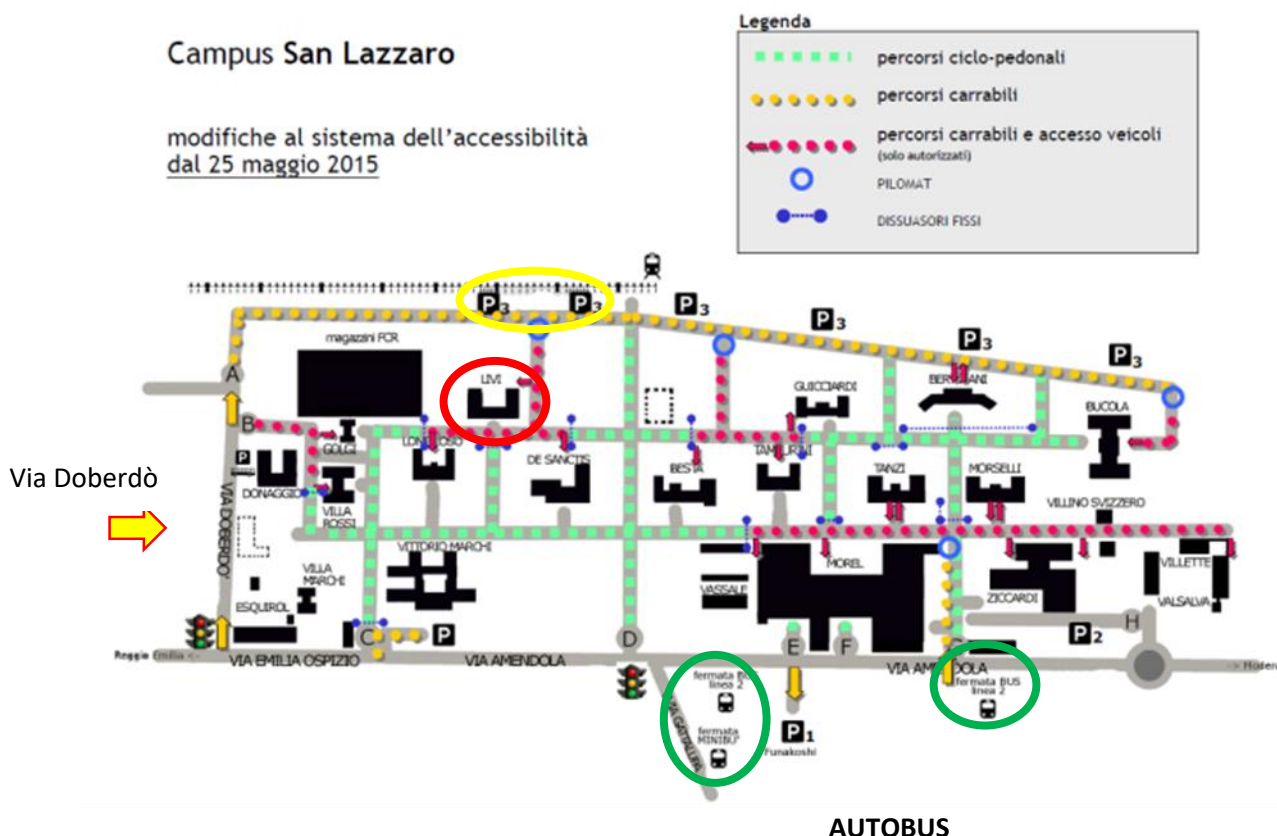 Legenda
Campus San Lazzaro
modifiche al sistema dell'accessibilità
dal 25 maggio 2015
percorsi ciclo-pedonali
percorsi carrabili
percorsi carrabili e accesso veicoli
(solo autorizzati)
PILOMAT
DISSUASORI FISSI
P3
P3
P3
P3
P3
P3
magazzini FCR
A
LIVI
GUICCIARDI
BUCOLA
B
GOLGI
DE SANCTIS
BESTA
TANZI
MORSELLI
P
DONAGGIO
VILLA
ROSSI
VILLINO SVIZZERO
Via Doberdò
VIA DOBERDO'
VITTORIO MARCHI
MOREL
VILLETTE
VILLA
MARCHI
VASSALE
ZICCARDI
VALSALVA
ESQUIROL
C
P
D
E
F
P2
H
Reggio Emilia <-
VIA EMILIA OSPIZIO
VIA AMENDOLA
VIA AMENDOLA
fermata BUS
linea 2
fermata BUS
linea 2
fermata
MINIBU'
P1
Funakoshi
AUTOBUS